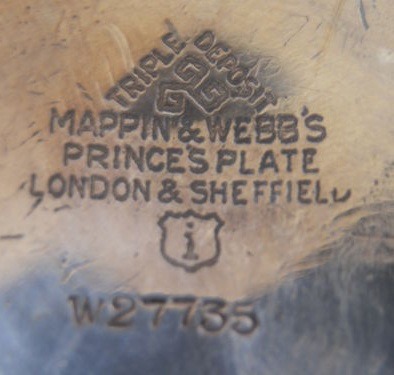 TRIPLE DEPOSIT
MAPPIN & WEBB'S
PRINCE'S PLATE
LONDON & SHEFFIELD
i
W27735